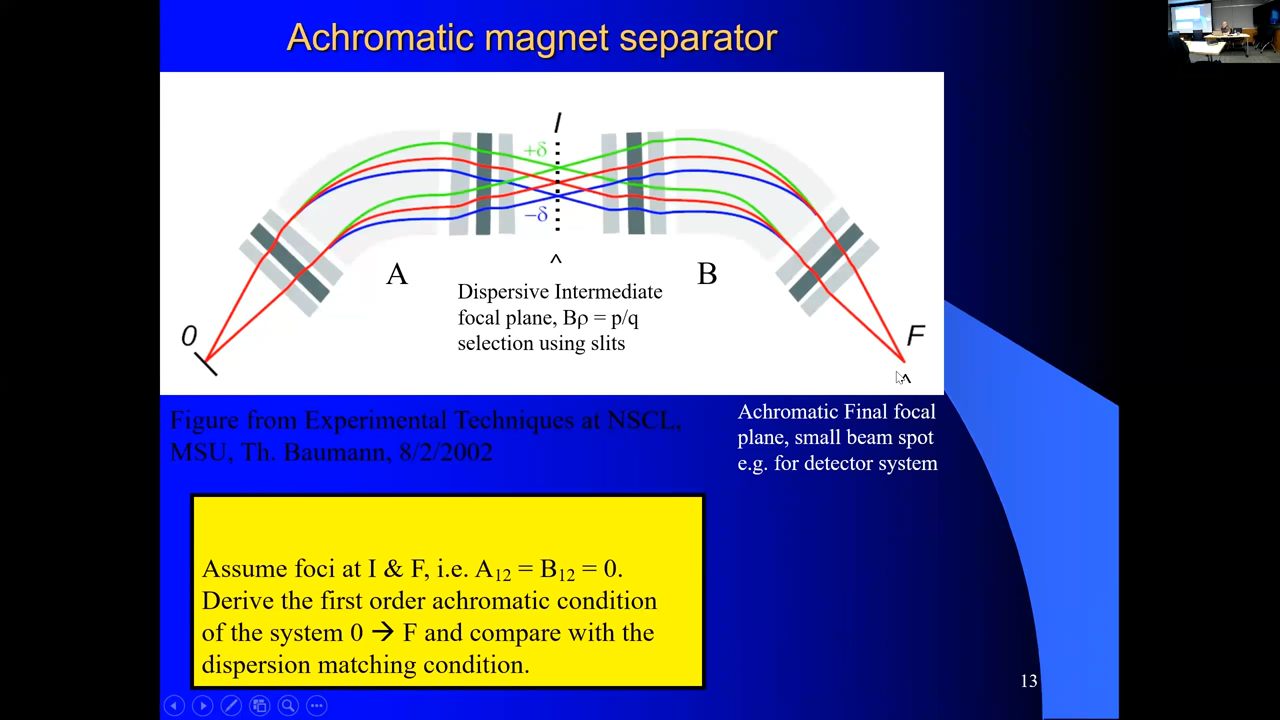 Achromatic magnet separator
I
+δ
−δ
A
B
^
Dispersive Intermediate
focal plane, Bρ = p/q
selection using slits
0
F
^
Achromatic Final focal
plane, small beam spot
e.g. for detector system
Figure from Experimental Techniques at NSCL,
MSU, Th. Baumann, 8/2/2002
Assume foci at I & F, i.e. A₁₂ = B₁₂ = 0.
Derive the first order achromatic condition
of the system 0 → F and compare with the
dispersion matching condition.
13